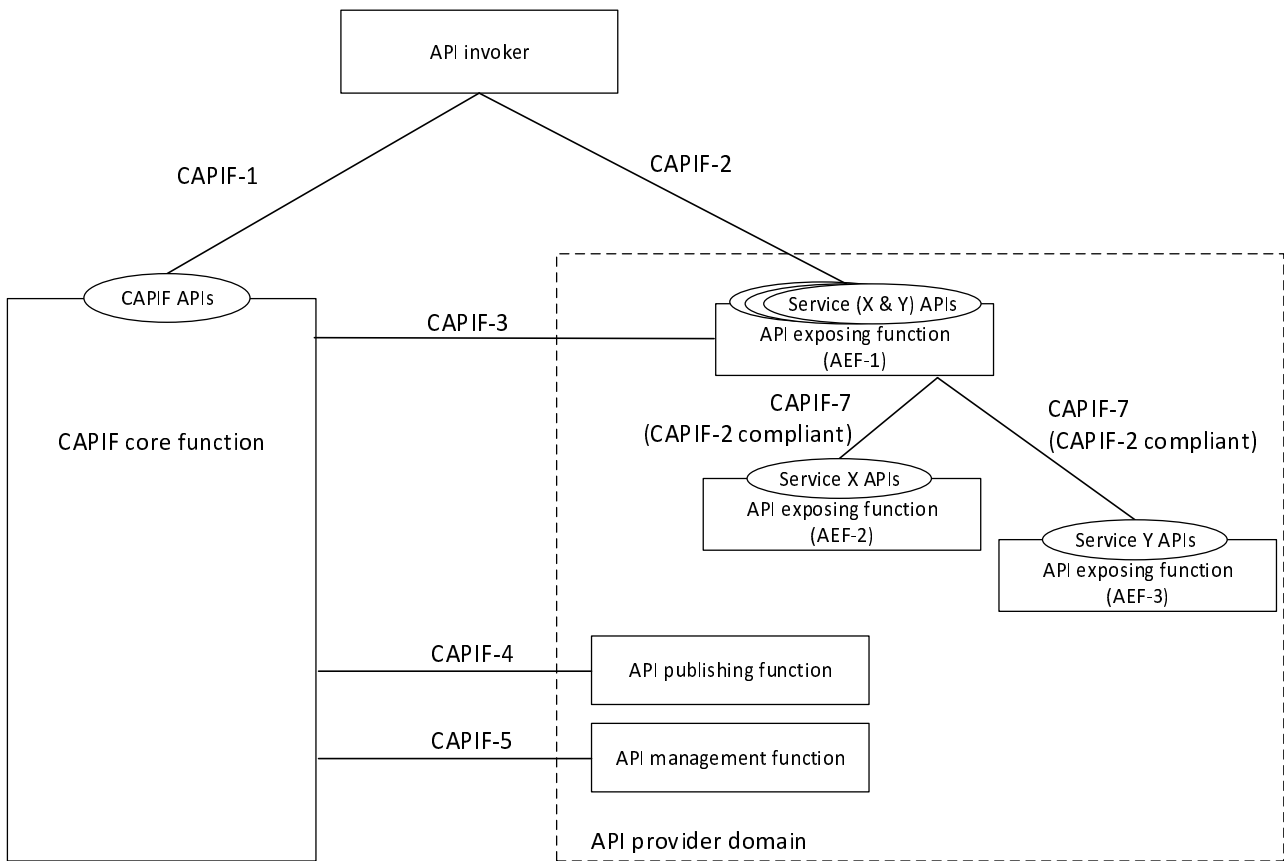 API invoker
CAPIF-1
CAPIF-2
CAPIF APIs
Service (X & Y) APIs
CAPIF-3
API exposing function
(AEF-1)
CAPIF core function
CAPIF-7
(CAPIF-2 compliant)
CAPIF-7
(CAPIF-2 compliant)
Service X APIs
API exposing function
(AEF-2)
Service Y APIs
API exposing function
(AEF-3)
CAPIF-4
API publishing function
CAPIF-5
API management function
API provider domain